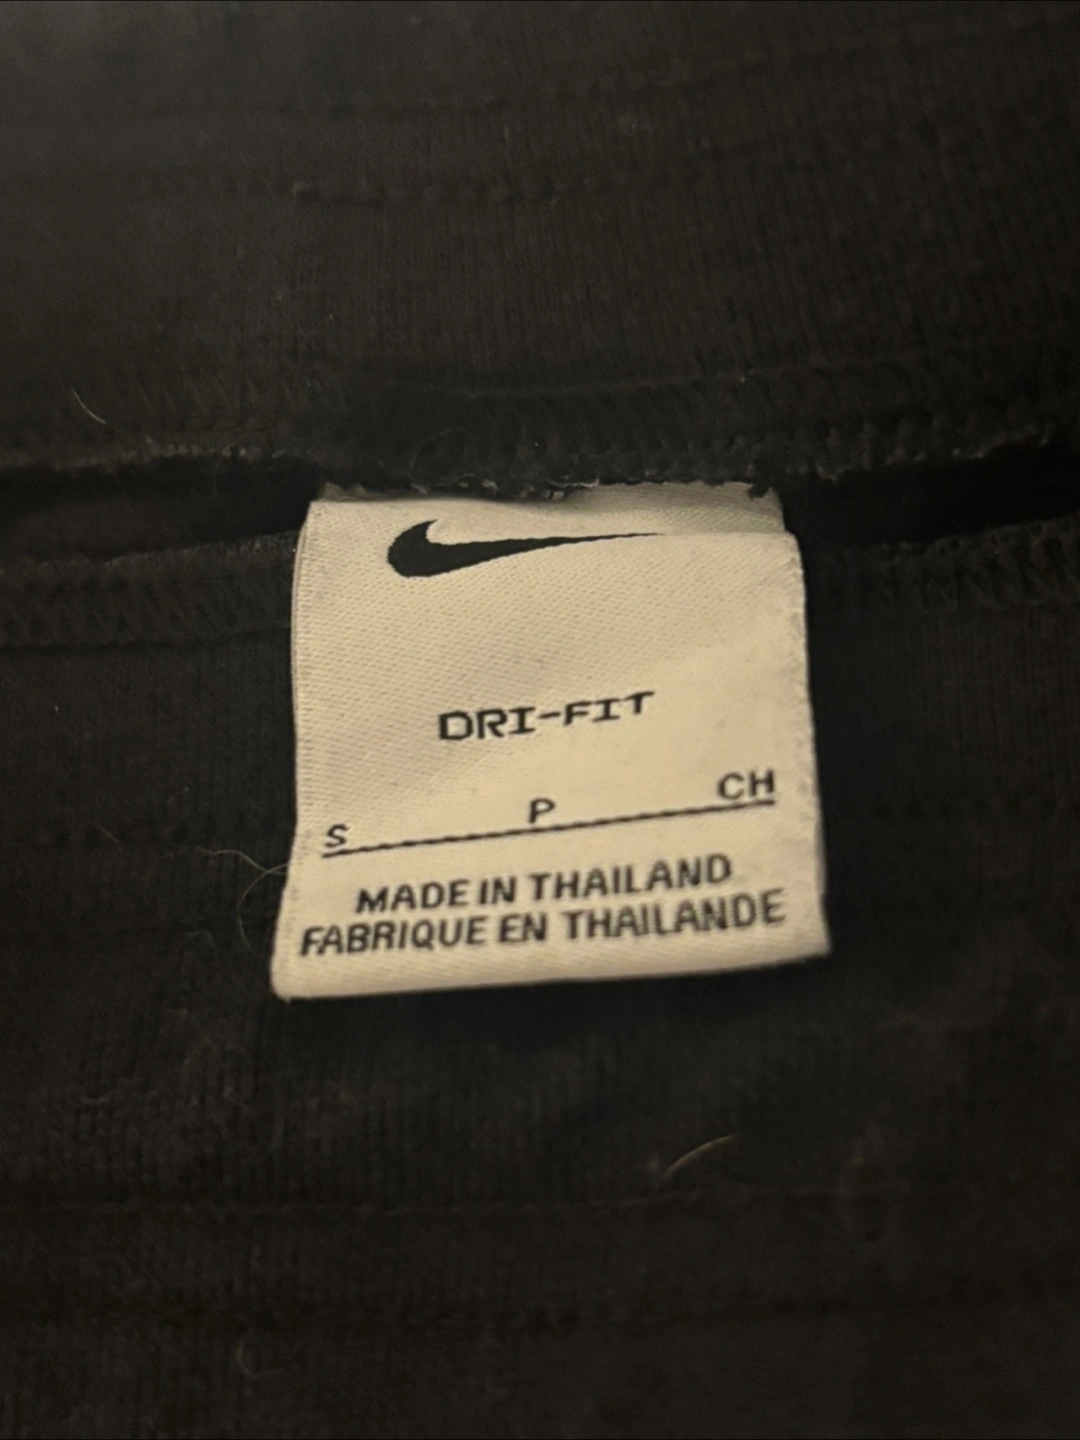 DRI-FIT
S P CH
MADE IN THAILAND
FABRIQUE EN THAILANDE